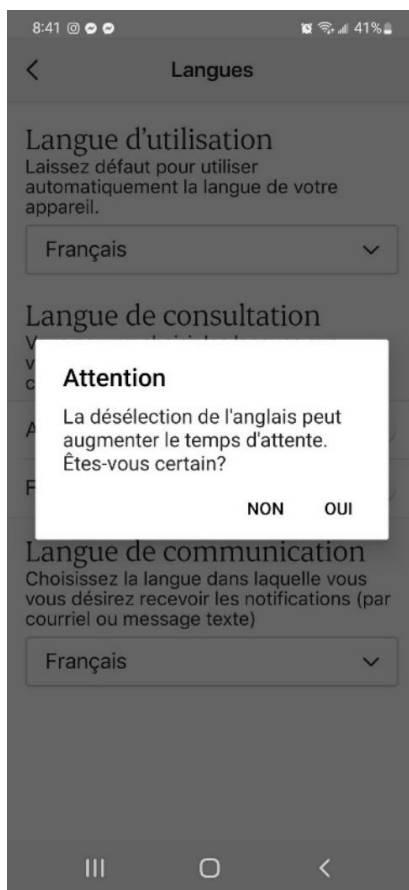 8:41
41%
Langues
Langue d'utilisation
Laissez défaut pour utiliser
automatiquement la langue de votre
appareil.
Français
Langue de consultation
Attention
La désélection de l'anglais peut
augmenter le temps d'attente.
Êtes-vous certain?
NON OUI
Langue de communication
Choisissez la langue dans laquelle vous
vous désirez recevoir les notifications (par
courriel ou message texte)
Français